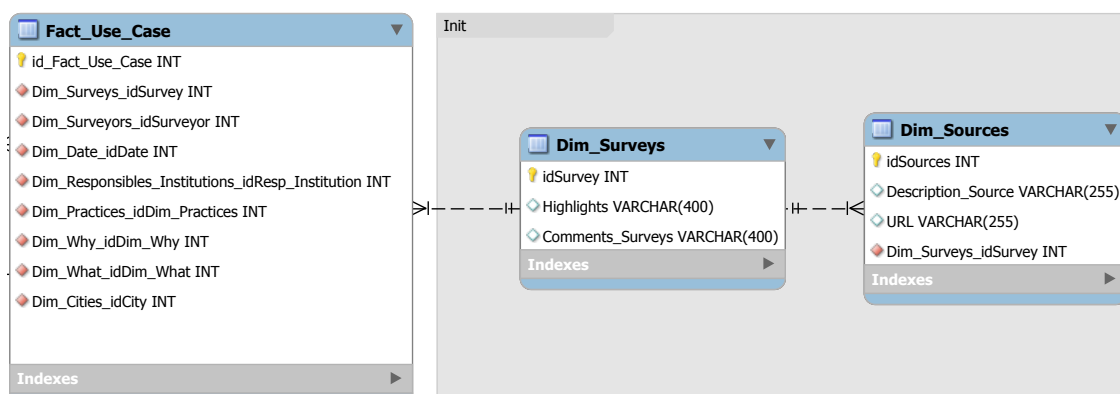 Fact_Use_Case
id_Fact_Use_Case INT
Dim_Surveys_idSurvey INT
Dim_Surveyors_idSurveyor INT
Dim_Date_idDate INT
Dim_Responsibles_Institutions_idResp_Institution INT
Dim_Practices_idDim_Practices INT
Dim_Why_idDim_Why INT
Dim_What_idDim_What INT
Dim_Cities_idCity INT
Indexes
Init
Dim_Surveys
idSurvey INT
Highlights VARCHAR(400)
Comments_Surveys VARCHAR(400)
Indexes
Dim_Sources
idSources INT
Description_Source VARCHAR(255)
URL VARCHAR(255)
Dim_Surveys_idSurvey INT
Indexes